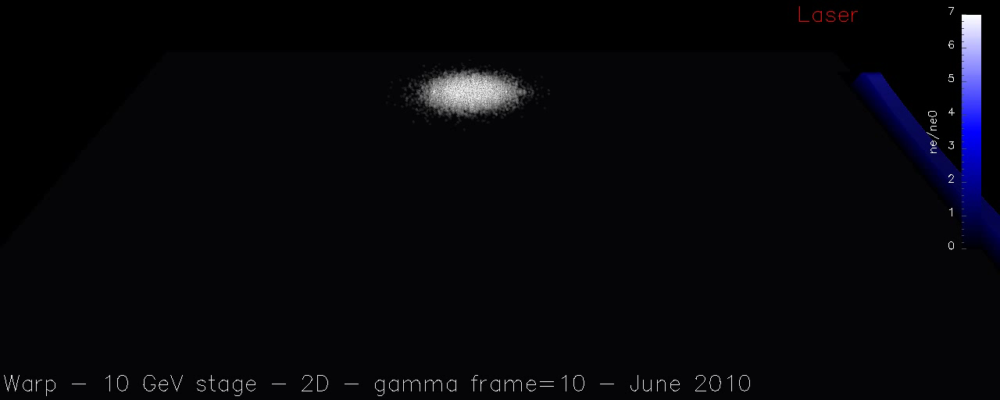 Laser
7
6
5
4
3
2
1
0
ne/ne0
Warp — 10 GeV stage — 2D — gamma frame=10 — June 2010